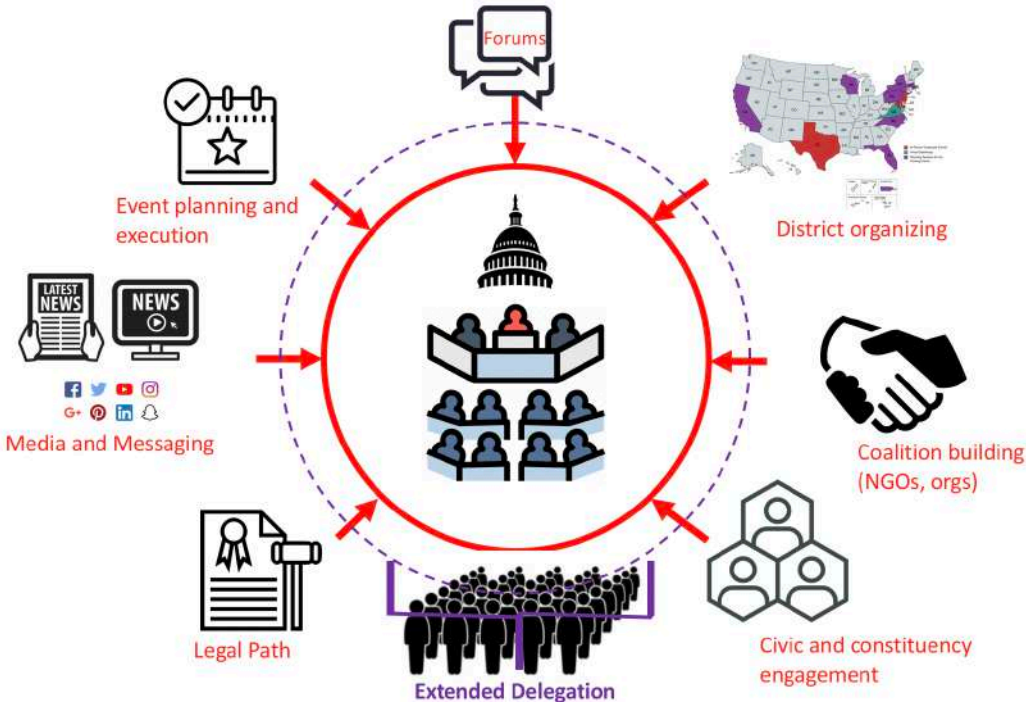 Forums
Event planning and
execution
District organizing
LATEST
NEWS
NEWS
Media and Messaging
Coalition building
(NGOs, orgs)
Legal Path
Civic and constituency
engagement
Extended Delegation